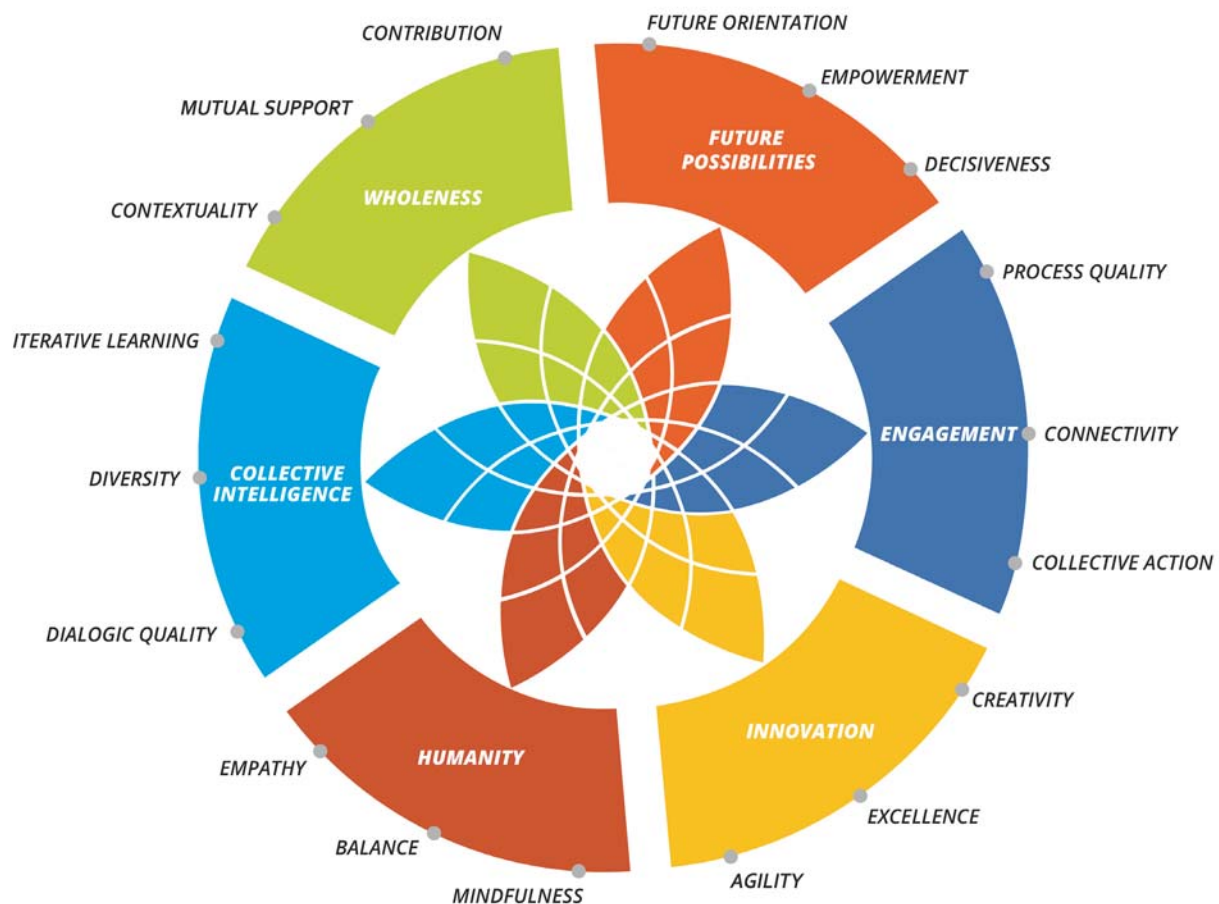 FUTURE ORIENTATION
EMPOWERMENT
DECISIVENESS
FUTURE
POSSIBILITIES
PROCESS QUALITY
CONNECTIVITY
COLLECTIVE ACTION
ENGAGEMENT
CREATIVITY
EXCELLENCE
AGILITY
INNOVATION
MINDFULNESS
BALANCE
EMPATHY
HUMANITY
DIALOGIC QUALITY
DIVERSITY
ITERATIVE LEARNING
COLLECTIVE
INTELLIGENCE
CONTEXTUALITY
MUTUAL SUPPORT
CONTRIBUTION
WHOLENESS